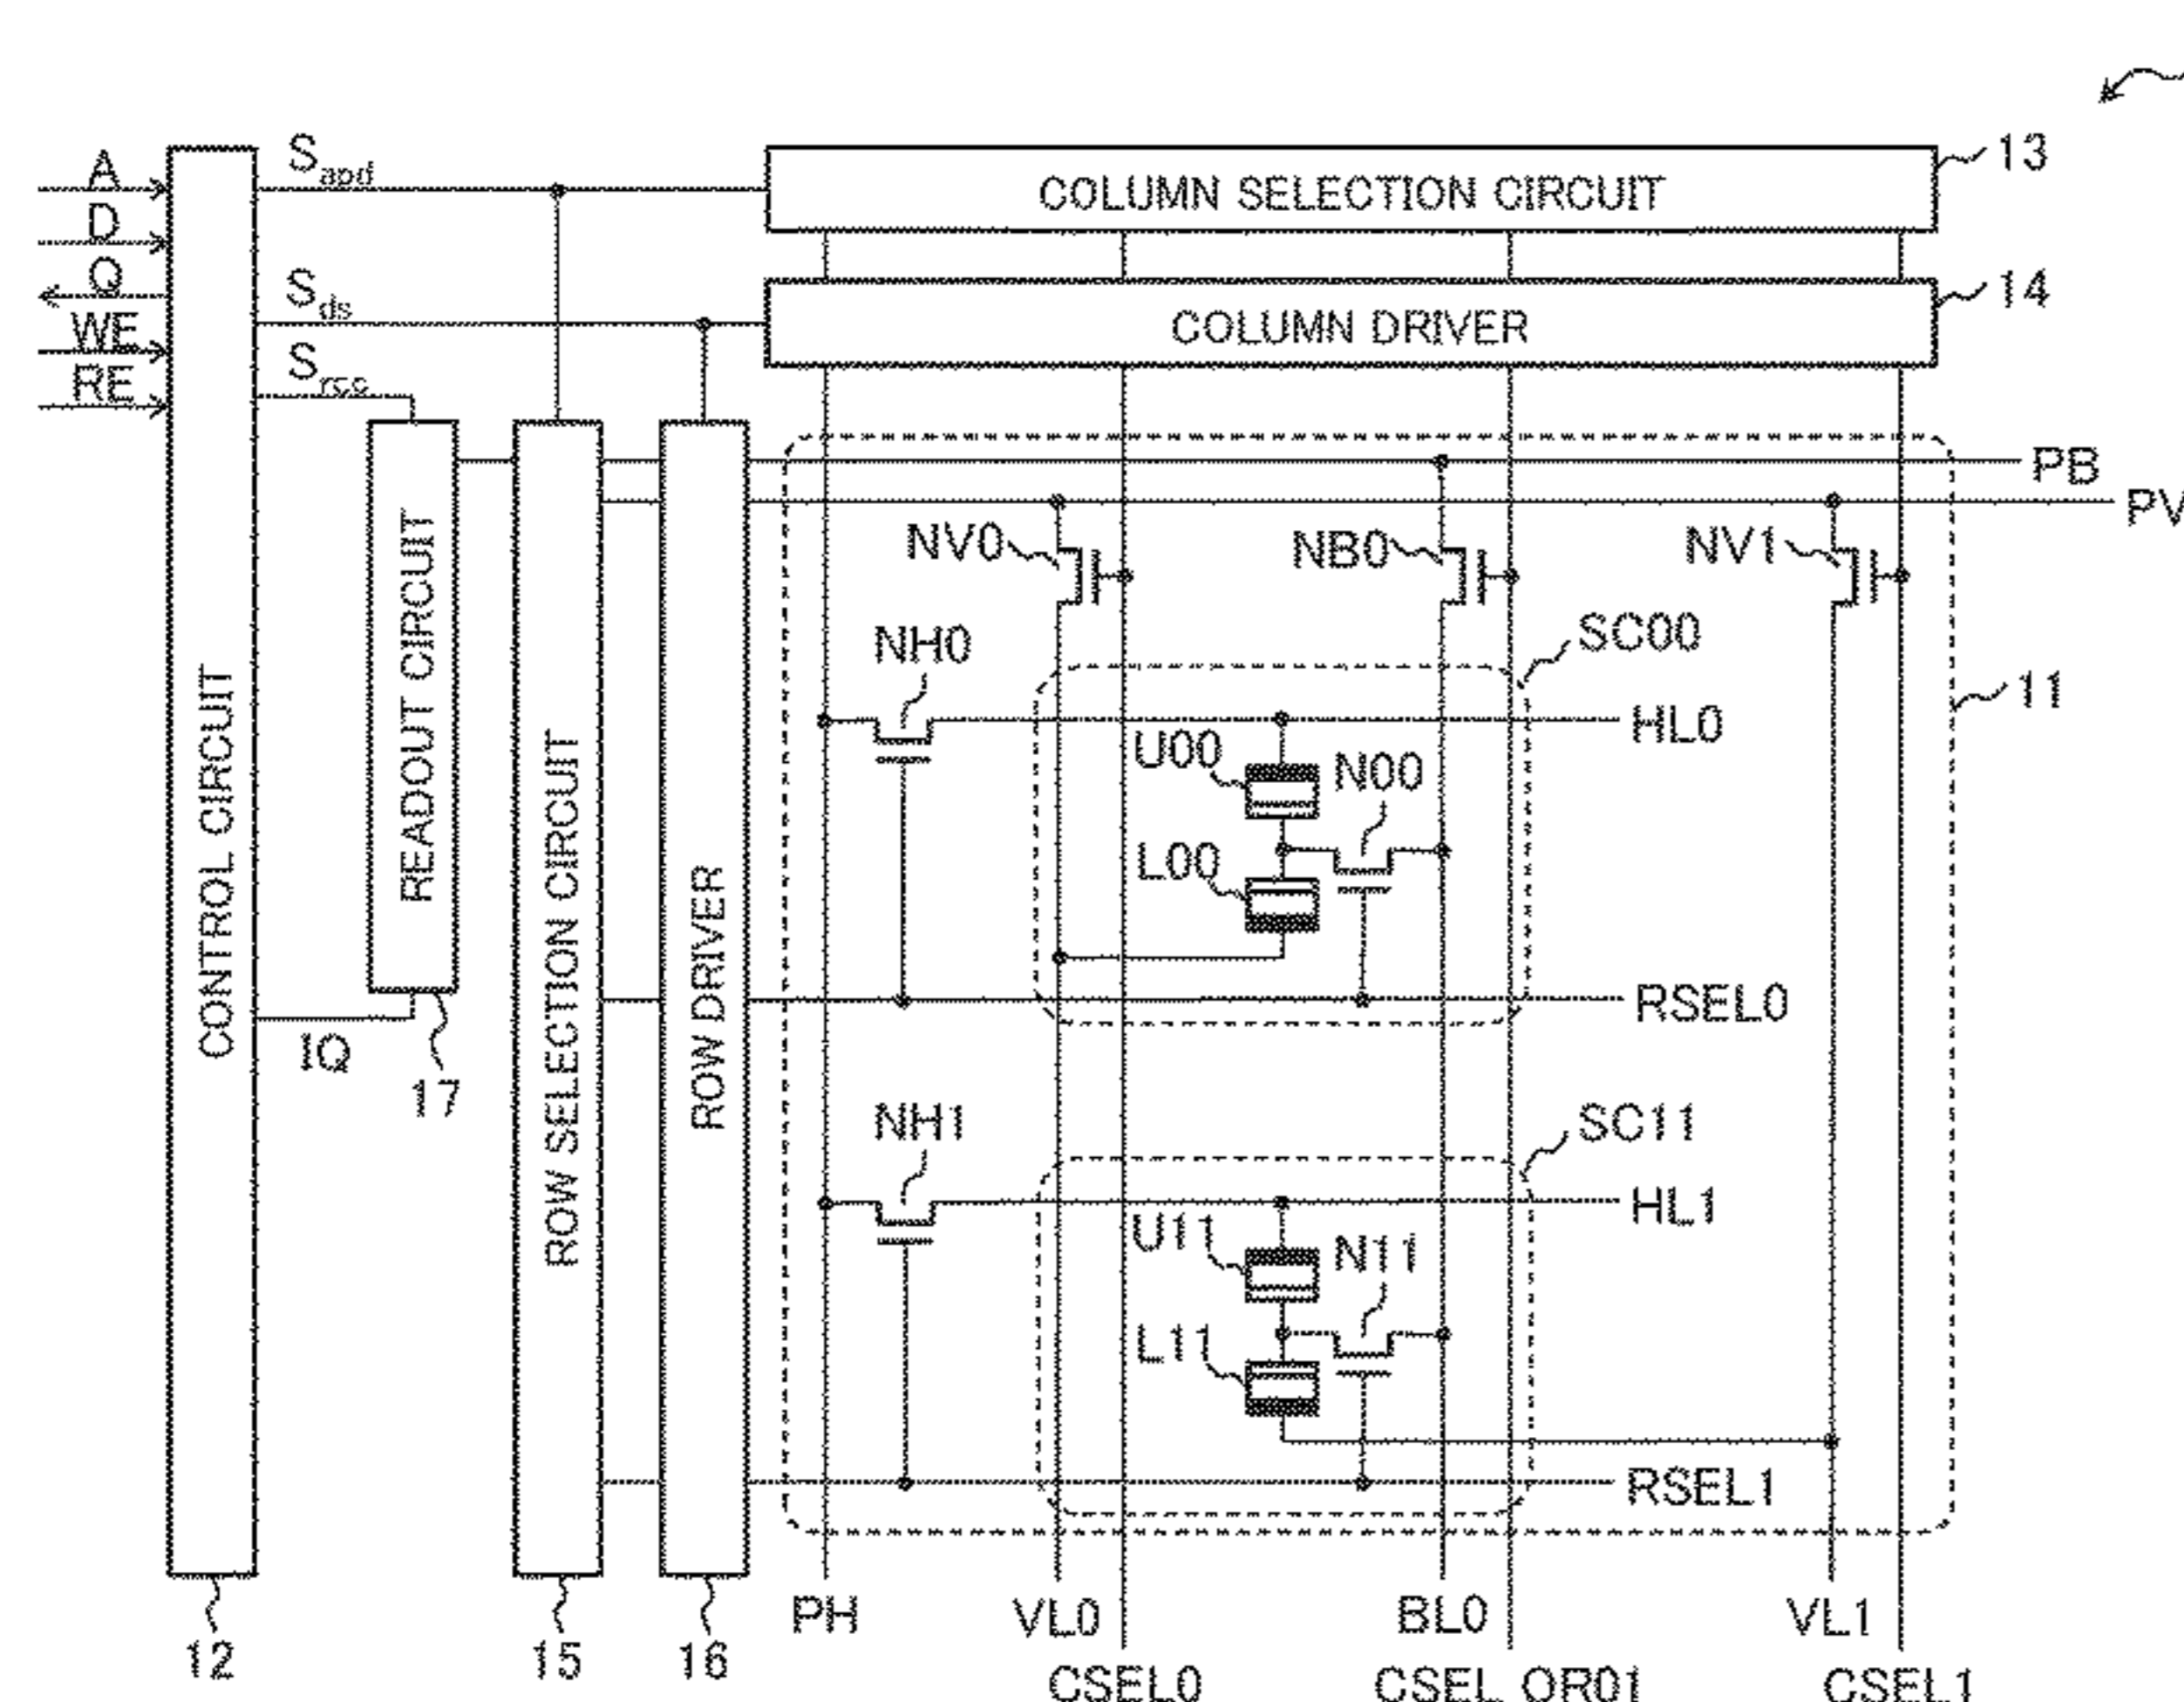 A
D
Q
WE
RE
Sapd
Sds
Srcc
IQ
COLUMN SELECTION CIRCUIT
13
COLUMN DRIVER
14
CONTROL CIRCUIT
READOUT CIRCUIT
ROW SELECTION CIRCUIT
ROW DRIVER
PB
PV
NV0
NB0
NV1
NH0
SC00
11
HL0
U00
N00
L00
RSEL0
17
NH1
SC11
HL1
U11
N11
L11
RSEL1
12
15
16
PH
VL0
BL0
VL1
CSEL0
CSEL_OR01
CSEL1